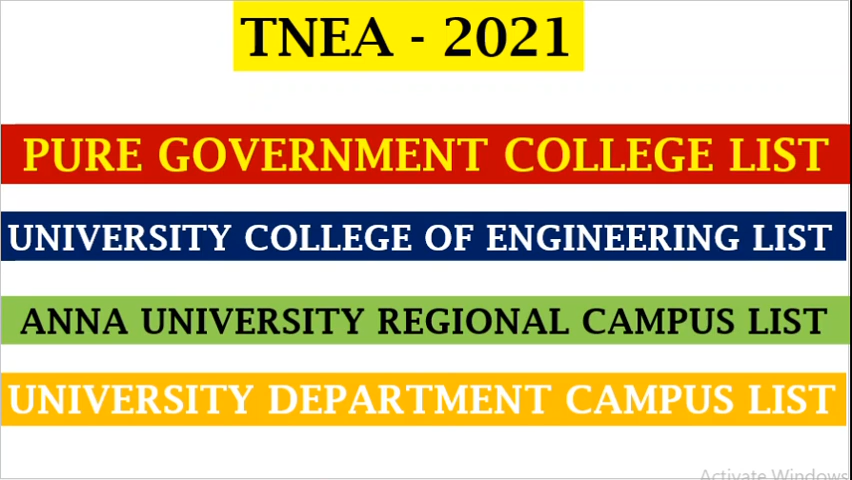 TNEA - 2021
PURE GOVERNMENT COLLEGE LIST
UNIVERSITY COLLEGE OF ENGINEERING LIST
ANNA UNIVERSITY REGIONAL CAMPUS LIST
UNIVERSITY DEPARTMENT CAMPUS LIST
Activate Windows